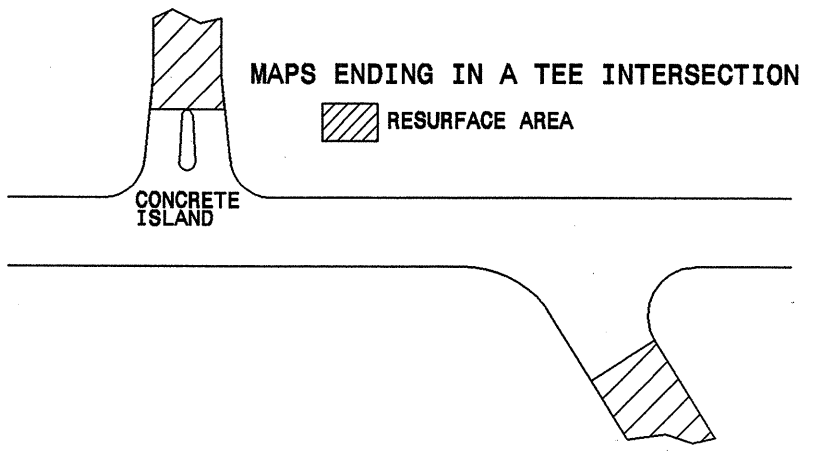 MAPS ENDING IN A TEE INTERSECTION
RESURFACE AREA
CONCRETE
ISLAND